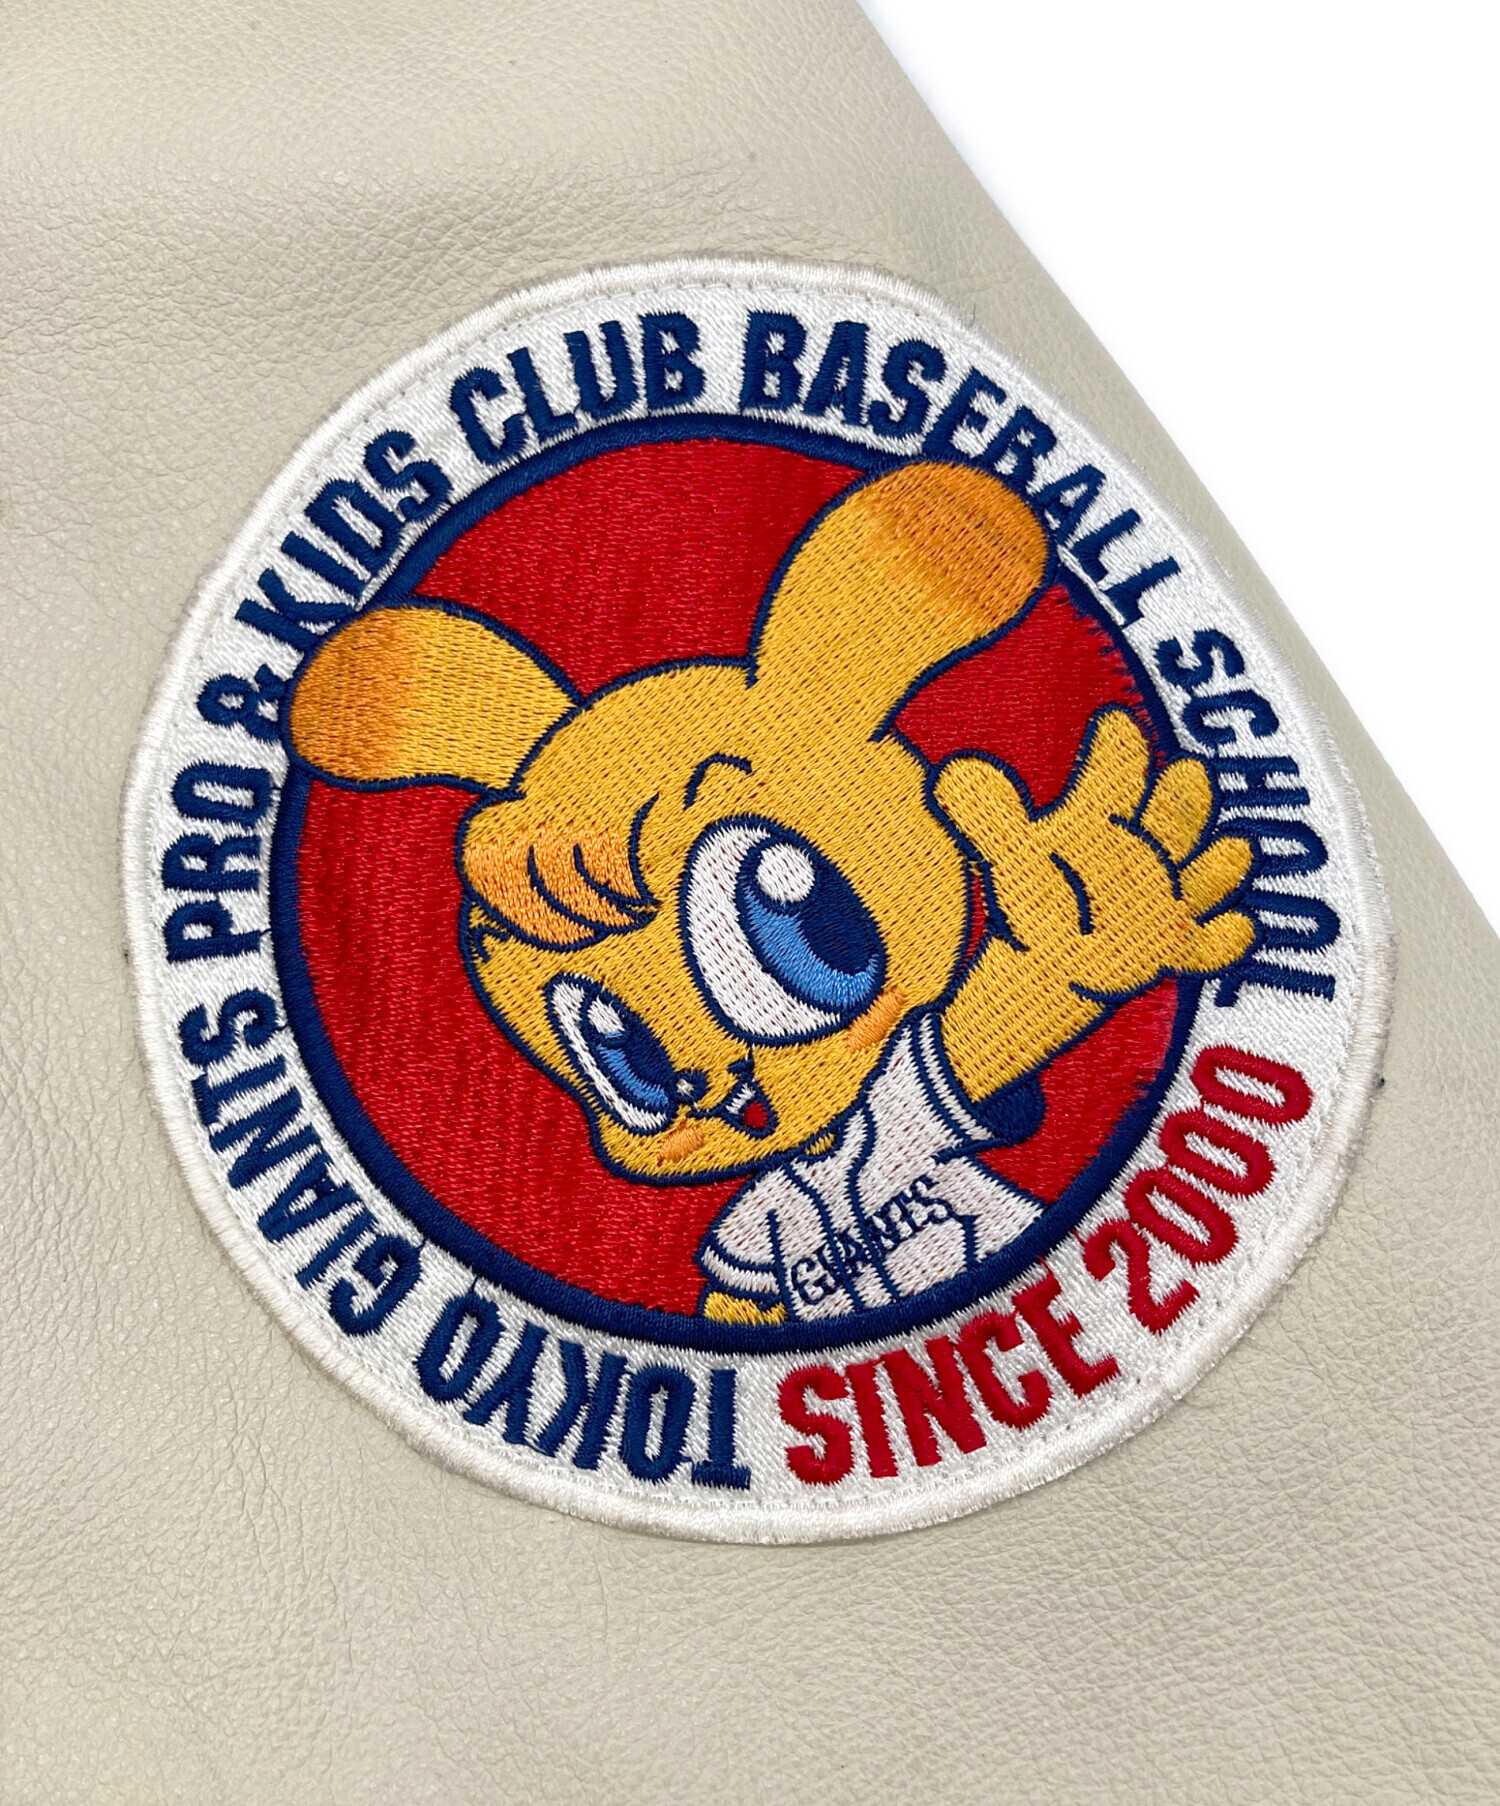 TOKYO GIANTS PRO & KIDS CLUB BASEBALL SCHOOL
SINCE 2000
GIANTS